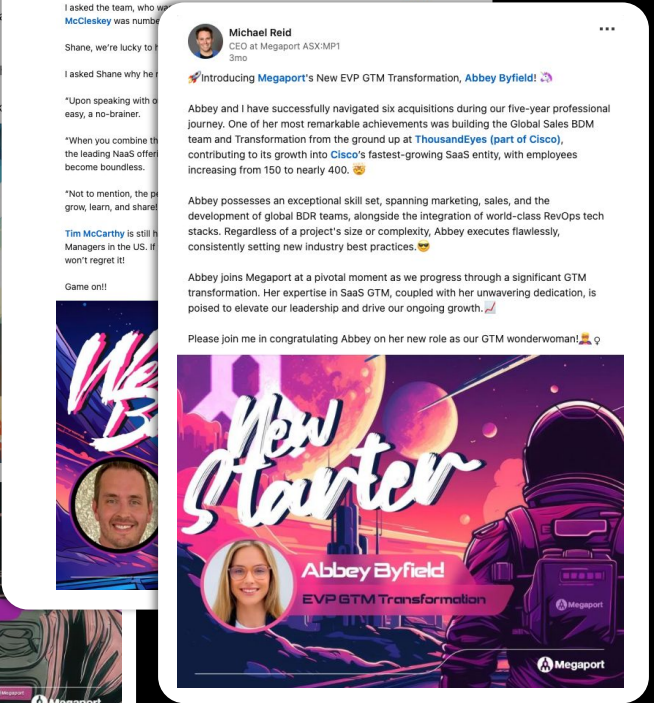 I asked the team, who wa
McCleskey was numbe
Shane, we're lucky to h
I asked Shane why he r
"Upon speaking with o
easy, a no-brainer.
"When you combine th
the leading NaaS offeri
become boundless.
"Not to mention, the pe
grow, learn, and share!
Tim McCarthy is still h
Managers in the US. If
won't regret it!
Game on!!
We
B
Megaport
Megaport
Michael Reid
CEO at Megaport ASX:MP1
3mo
🚀Introducing Megaport's New EVP GTM Transformation, Abbey Byfield! 🦄
Abbey and I have successfully navigated six acquisitions during our five-year professional
journey. One of her most remarkable achievements was building the Global Sales BDM
team and Transformation from the ground up at ThousandEyes (part of Cisco),
contributing to its growth into Cisco's fastest-growing SaaS entity, with employees
increasing from 150 to nearly 400. 🤯
Abbey possesses an exceptional skill set, spanning marketing, sales, and the
development of global BDR teams, alongside the integration of world-class RevOps tech
stacks. Regardless of a project's size or complexity, Abbey executes flawlessly,
consistently setting new industry best practices.😎
Abbey joins Megaport at a pivotal moment as we progress through a significant GTM
transformation. Her expertise in SaaS GTM, coupled with her unwavering dedication, is
poised to elevate our leadership and drive our ongoing growth.📈
Please join me in congratulating Abbey on her new role as our GTM wonderwoman!🦸‍♀
New
Starter
Abbey Byfield
EVP GTM Transformation
Megaport
Megaport